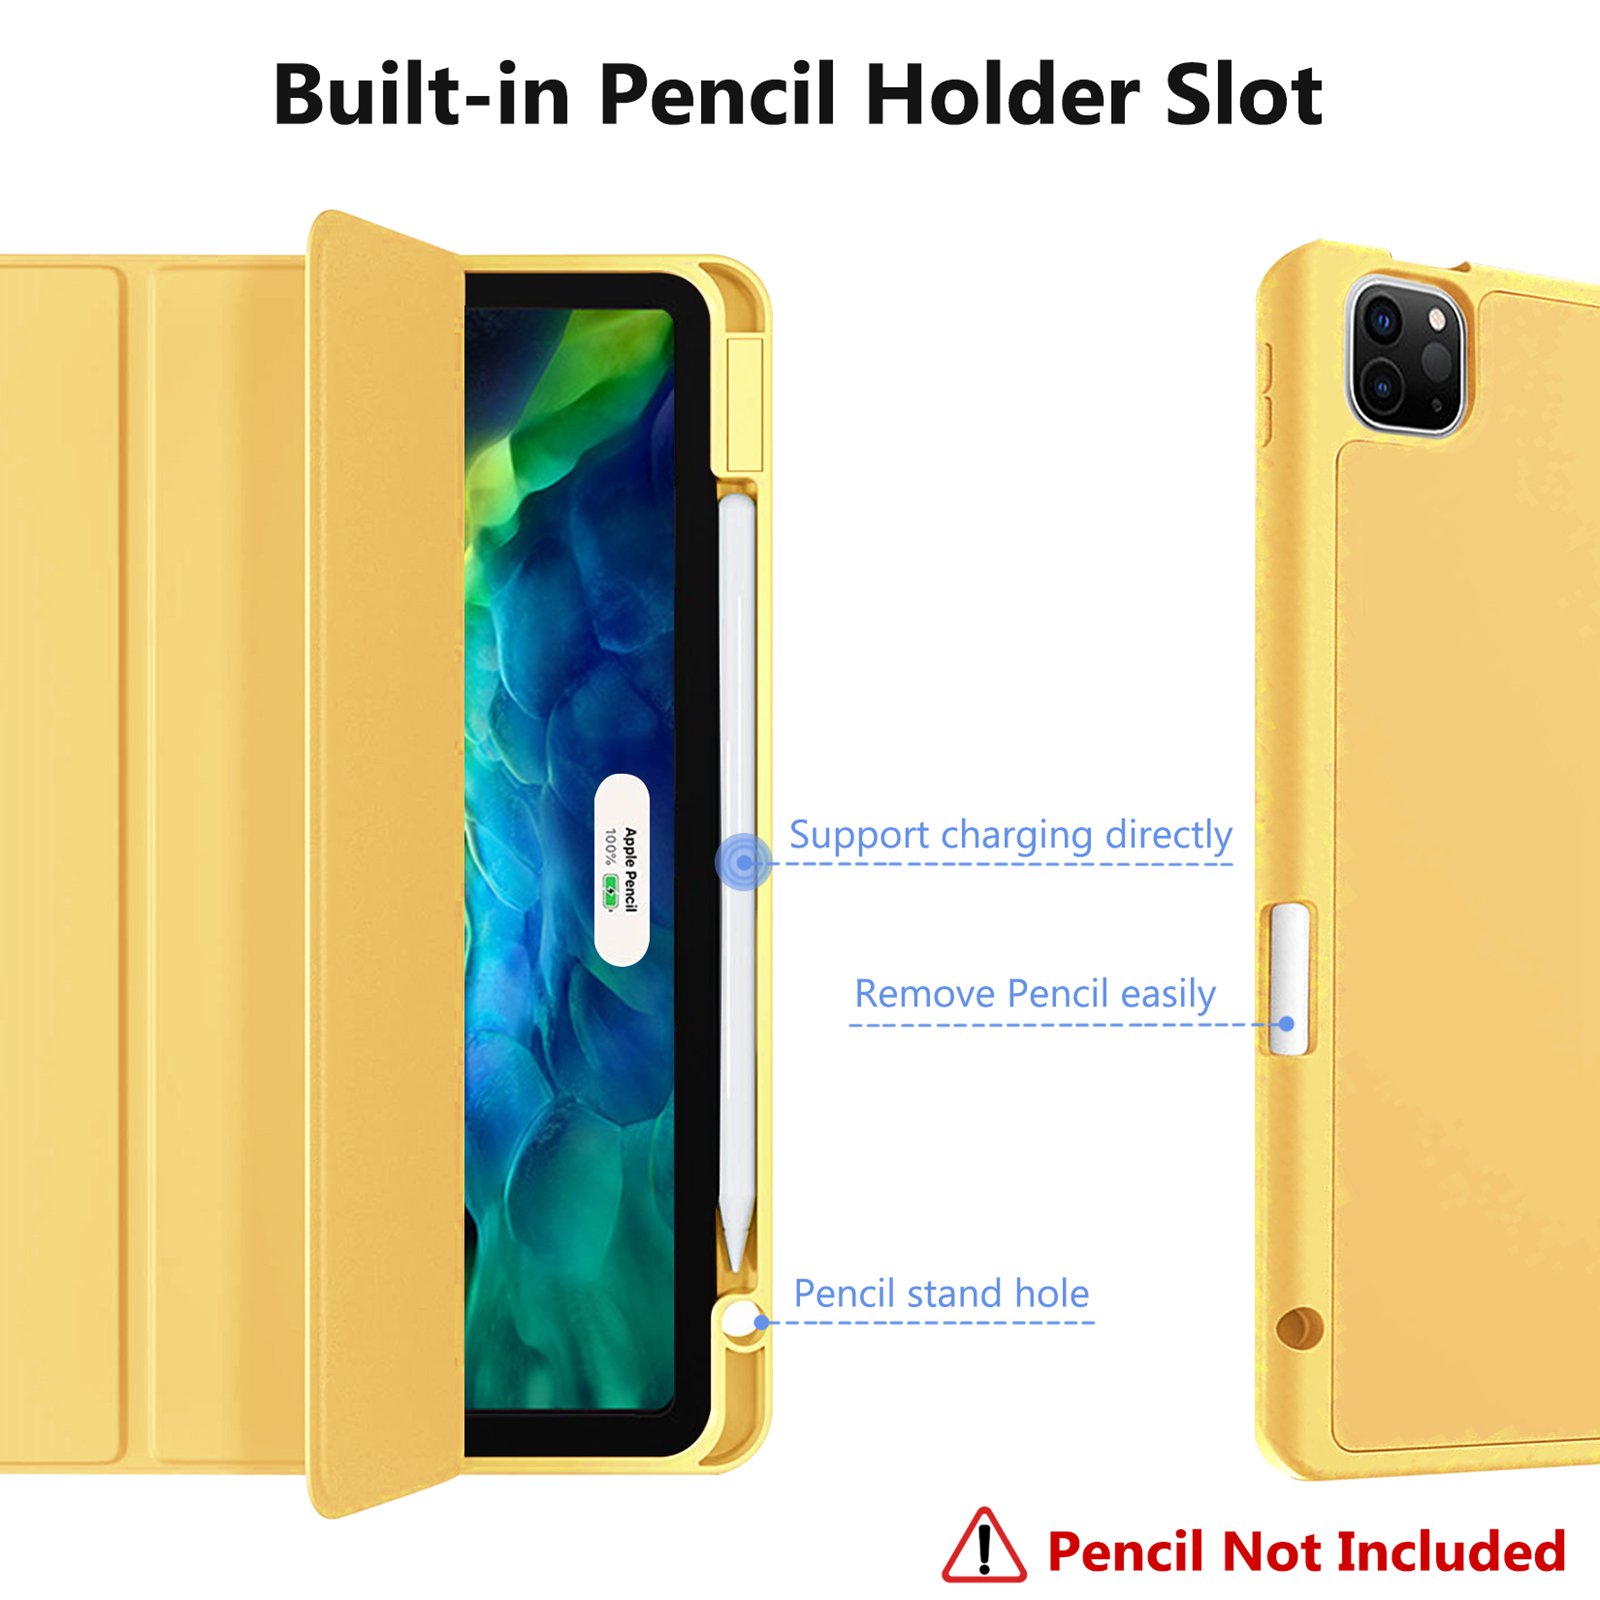 Built-in Pencil Holder Slot
Apple Pencil
100%
Support charging directly
Remove Pencil easily
Pencil stand hole
Pencil Not Included